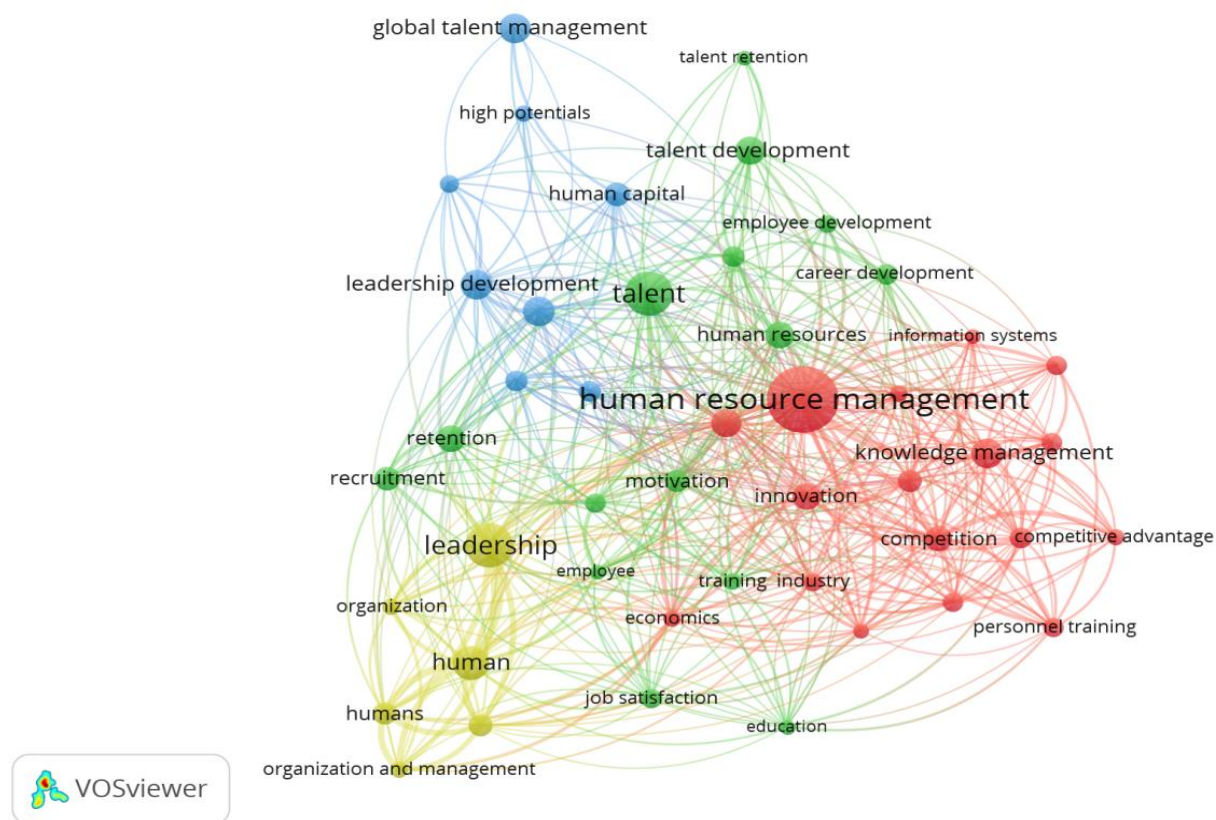 global talent management
talent retention
high potentials
talent development
human capital
employee development
career development
leadership development
talent
human resources
information systems
human resource management
retention
knowledge management
recruitment
motivation
innovation
leadership
competition
competitive advantage
employee
training
industry
organization
economics
personnel training
human
job satisfaction
humans
education
organization and management
VOSviewer